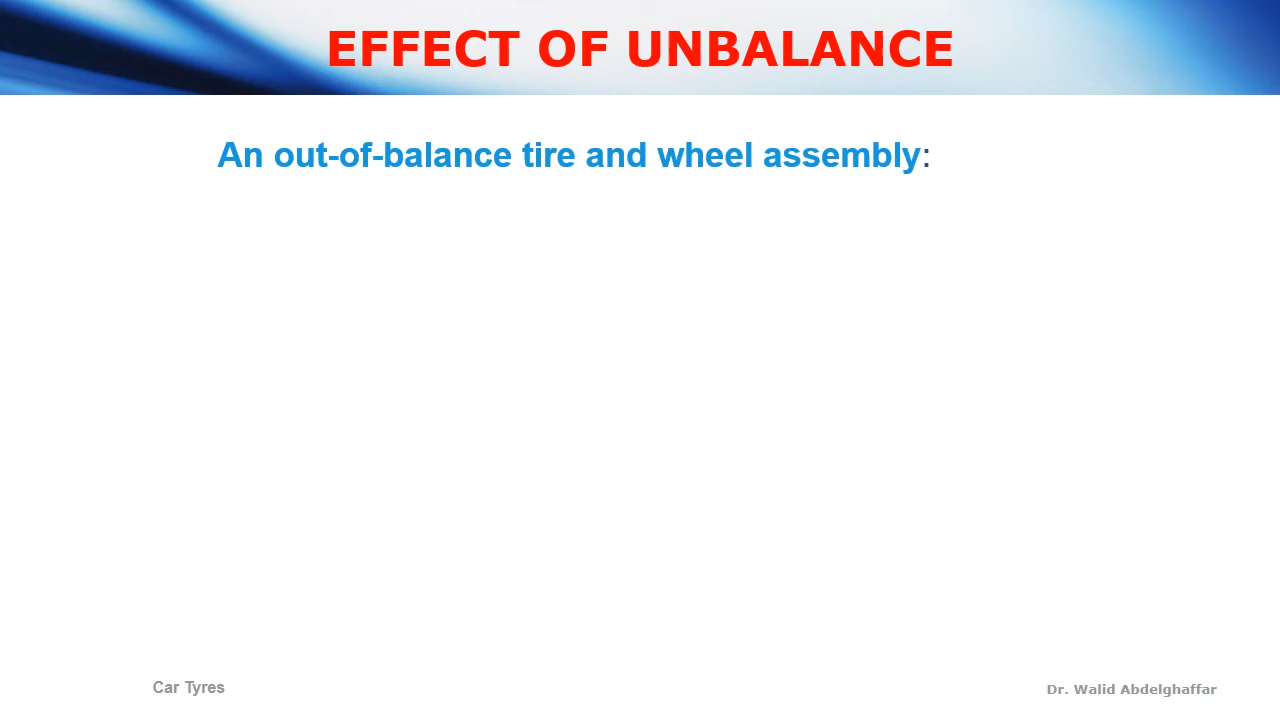 EFFECT OF UNBALANCE
An out-of-balance tire and wheel assembly:
Car Tyres
Dr. Walid Abdelghaffar